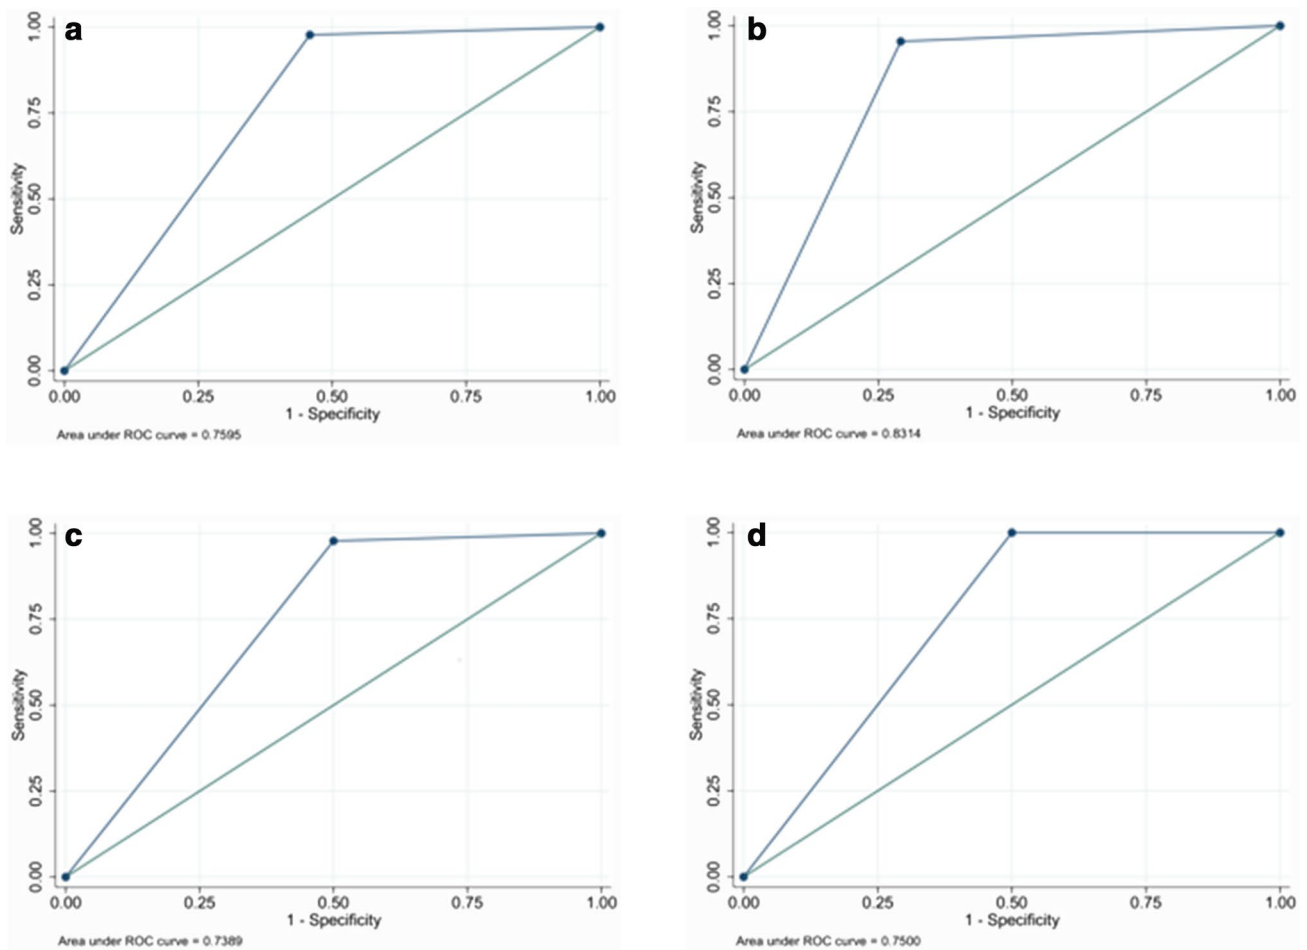 a
1.00
0.75
0.50
0.25
0.00
Sensitivity
0.00 0.25 0.50 0.75 1.00
1 - Specificity
Area under ROC curve = 0.7595
b
1.00
0.75
0.50
0.25
0.00
Sensitivity
0.00 0.25 0.50 0.75 1.00
1 - Specificity
Area under ROC curve = 0.8314
c
1.00
0.75
0.50
0.25
0.00
Sensitivity
0.00 0.25 0.50 0.75 1.00
1 - Specificity
Area under ROC curve = 0.7389
d
1.00
0.75
0.50
0.25
0.00
Sensitivity
0.00 0.25 0.50 0.75 1.00
1 - Specificity
Area under ROC curve = 0.7500